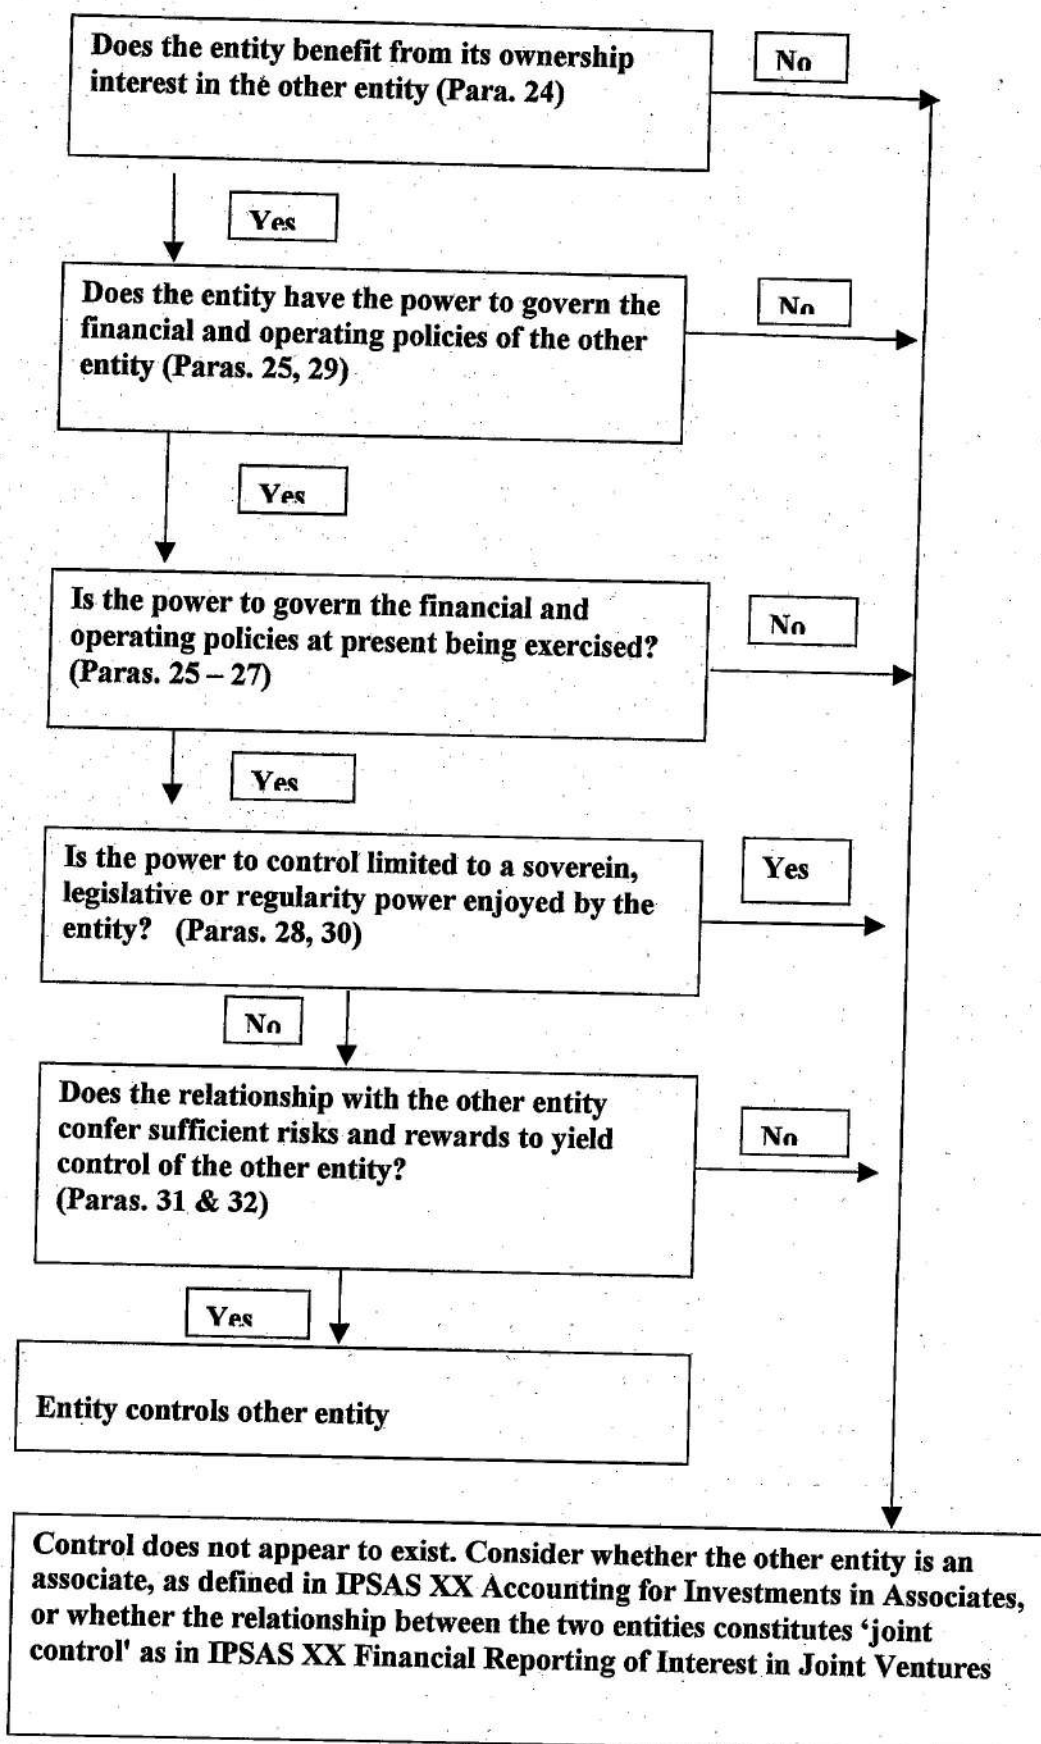 Does the entity benefit from its ownership
interest in the other entity (Para. 24)
No
Yes
Does the entity have the power to govern the
financial and operating policies of the other
entity (Paras. 25, 29)
No
Yes
Is the power to govern the financial and
operating policies at present being exercised?
(Paras. 25 – 27)
No
Yes
Is the power to control limited to a soverein,
legislative or regularity power enjoyed by the
entity? (Paras. 28, 30)
Yes
No
Does the relationship with the other entity
confer sufficient risks and rewards to yield
control of the other entity?
(Paras. 31 & 32)
No
Yes
Entity controls other entity
Control does not appear to exist. Consider whether the other entity is an
associate, as defined in IPSAS XX Accounting for Investments in Associates,
or whether the relationship between the two entities constitutes ‘joint
control' as in IPSAS XX Financial Reporting of Interest in Joint Ventures